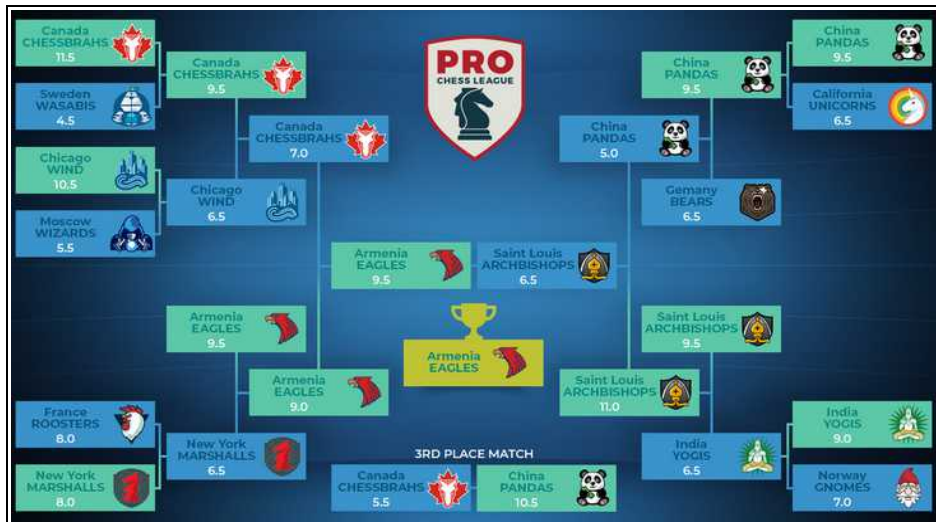 Canada
CHESSBRAHS
11.5
Sweden
WASABIS
4.5
Chicago
WIND
10.5
Moscow
WIZARDS
5.5
Canada
CHESSBRAHS
9.5
Chicago
WIND
6.5
Canada
CHESSBRAHS
7.0
PRO
CHESS LEAGUE
China
PANDAS
9.5
California
UNICORNS
6.5
China
PANDAS
9.5
Gemany
BEARS
6.5
China
PANDAS
5.0
Armenia
EAGLES
9.5
Saint Louis
ARCHBISHOPS
6.5
Armenia
EAGLES
Armenia
EAGLES
9.5
Armenia
EAGLES
9.0
France
ROOSTERS
8.0
New York
MARSHALLS
8.0
New York
MARSHALLS
6.5
Saint Louis
ARCHBISHOPS
9.5
Saint Louis
ARCHBISHOPS
11.0
India
YOGIS
6.5
India
YOGIS
9.0
Norway
GNOMES
7.0
3RD PLACE MATCH
Canada
CHESSBRAHS
5.5
China
PANDAS
10.5